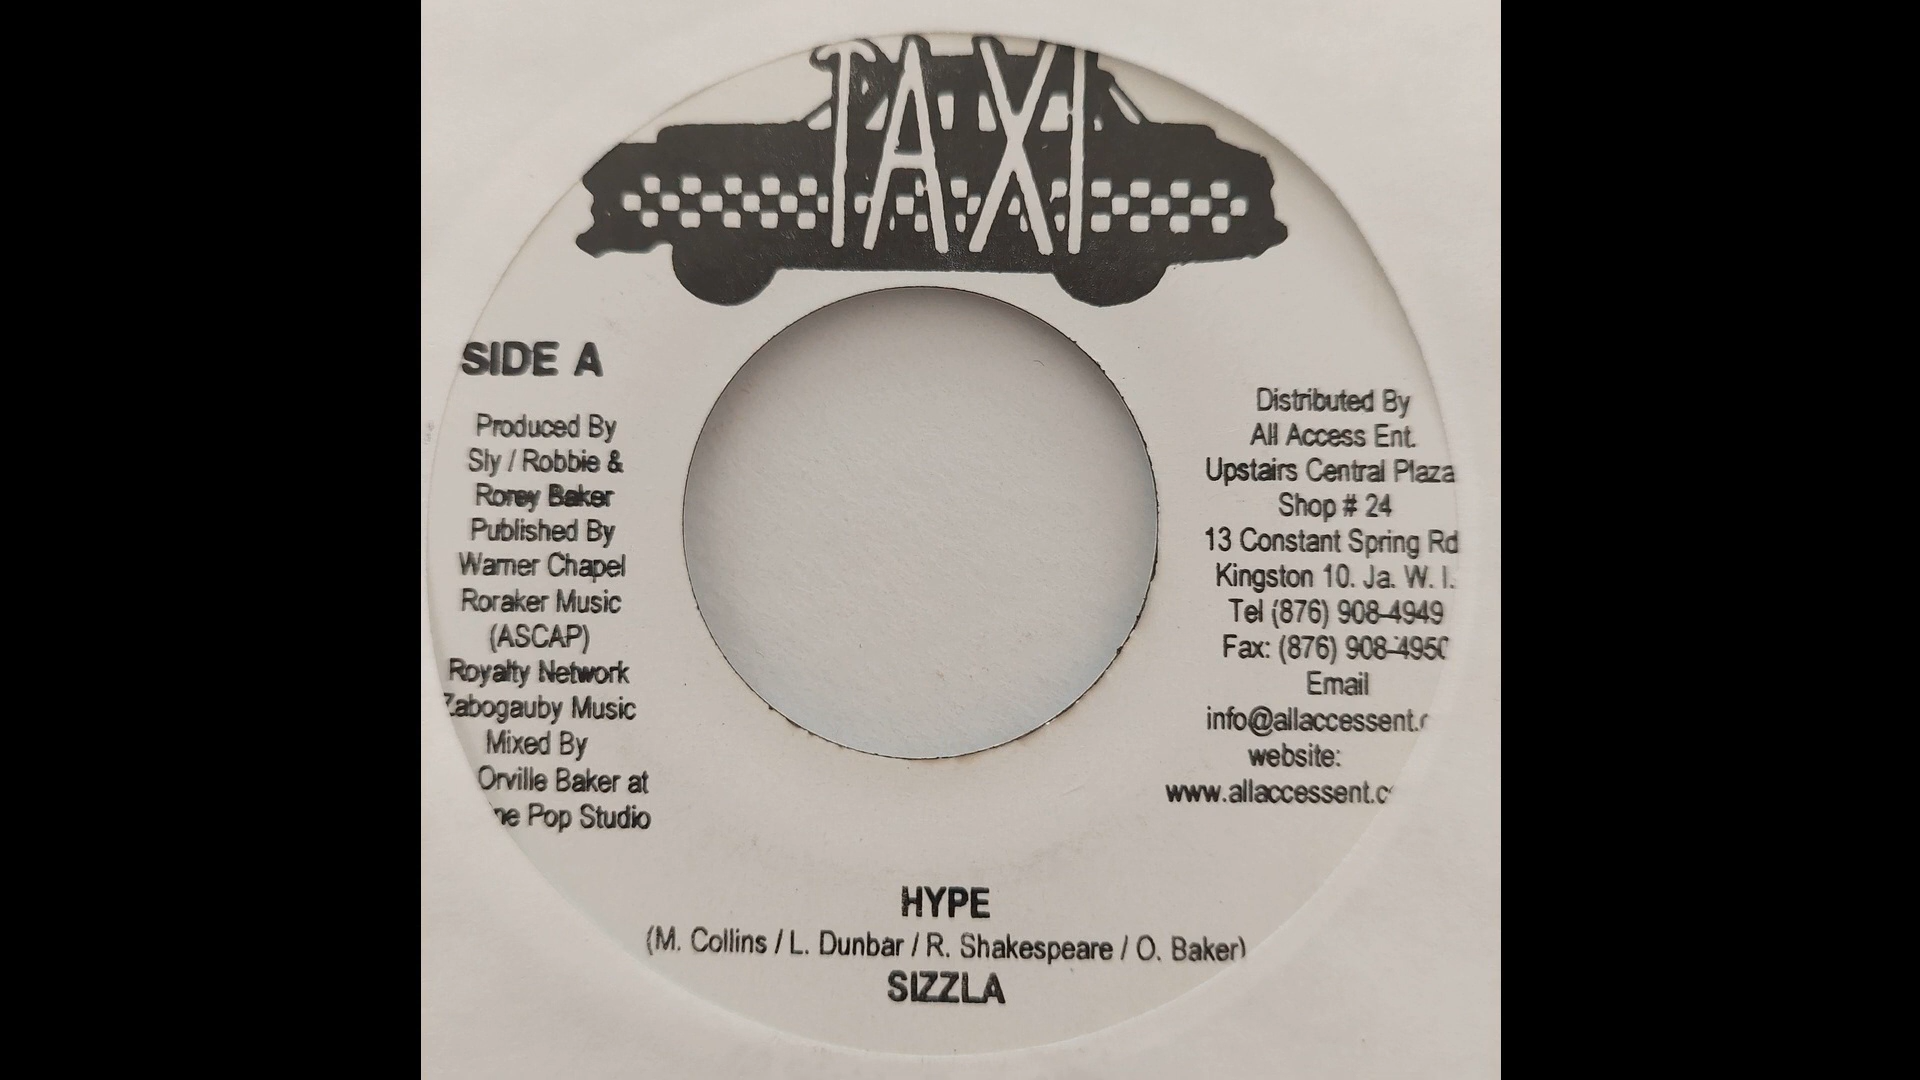 TAXI
SIDE A
Produced By
Sly / Robbie &
Rorey Baker
Published By
Warner Chapel
Roraker Music
(ASCAP)
Royalty Network
Zabogauby Music
Mixed By
Orville Baker at
Pop Studio
Distributed By
All Access Ent.
Upstairs Central Plaza
Shop # 24
13 Constant Spring Rd
Kingston 10. Ja. W. I.
Tel (876) 908-4949
Fax: (876) 908-4950
Email
info@allaccessent.c
website:
www.allaccessent.c
HYPE
(M. Collins / L. Dunbar / R. Shakespeare / O. Baker)
SIZZLA